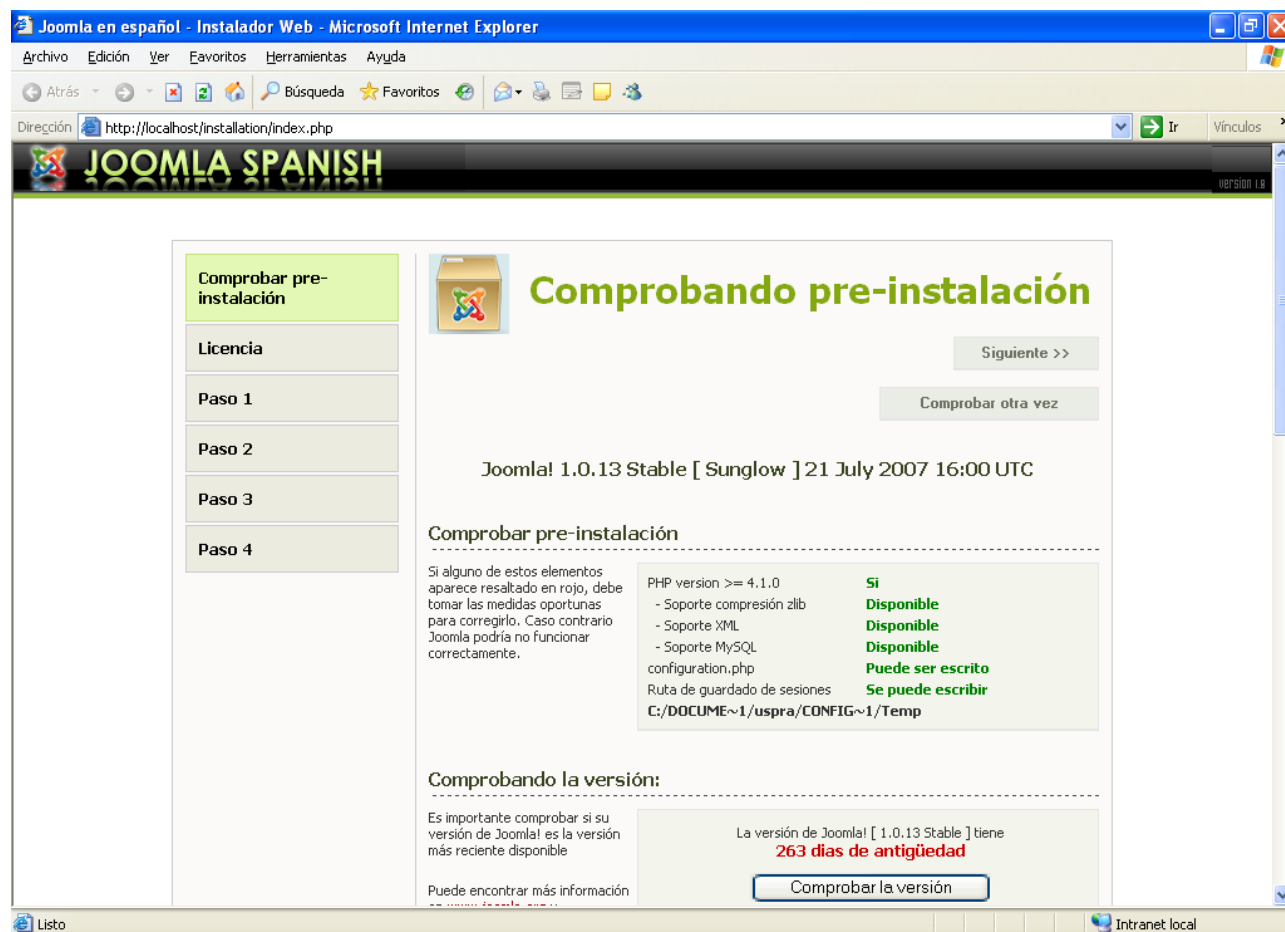 Joomla en español - Instalador Web - Microsoft Internet Explorer
Archivo Edición Ver Favoritos Herramientas Ayuda
Atrás Búsqueda Favoritos
Dirección http://localhost/installation/index.php Ir Vínculos
JOOMLA SPANISH
version 1.8
Comprobar pre-
instalación
Licencia
Paso 1
Paso 2
Paso 3
Paso 4
Comprobando pre-instalación
Siguiente >>
Comprobar otra vez
Joomla! 1.0.13 Stable [ Sunglow ] 21 July 2007 16:00 UTC
Comprobar pre-instalación
Si alguno de estos elementos
aparece resaltado en rojo, debe
tomar las medidas oportunas
para corregirlo. Caso contrario
Joomla podría no funcionar
correctamente.
PHP version >= 4.1.0 Si
- Soporte compresión zlib Disponible
- Soporte XML Disponible
- Soporte MySQL Disponible
configuration.php Puede ser escrito
Ruta de guardado de sesiones Se puede escribir
C:/DOCUME~1/uspra/CONFIG~1/Temp
Comprobando la versión:
Es importante comprobar si su
versión de Joomla! es la versión
más reciente disponible
Puede encontrar más información
La versión de Joomla! [ 1.0.13 Stable ] tiene
263 dias de antigüedad
Comprobar la versión
Listo
Intranet local